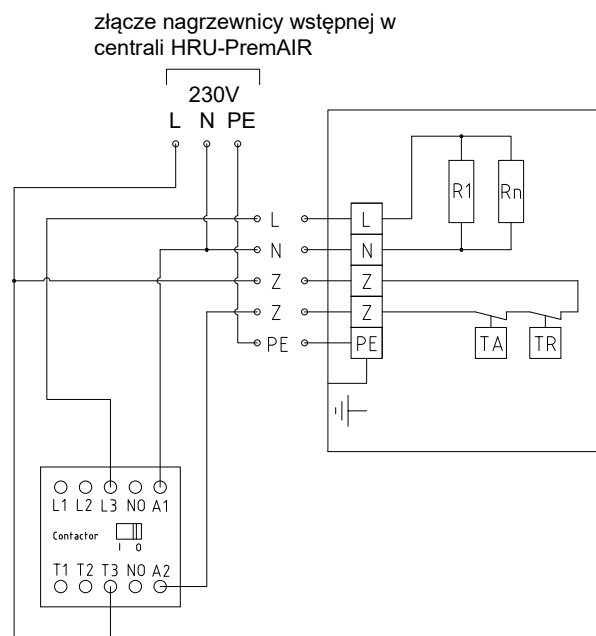 złącze nagrzewnicy wstępnej w
centrali HRU-PremAIR
230V
L N PE
R1 Rn
L L
N N
Z Z
Z Z
PE PE
TA TR
L1 L2 L3 NO A1
Contactor
I 0
T1 T2 T3 NO A2